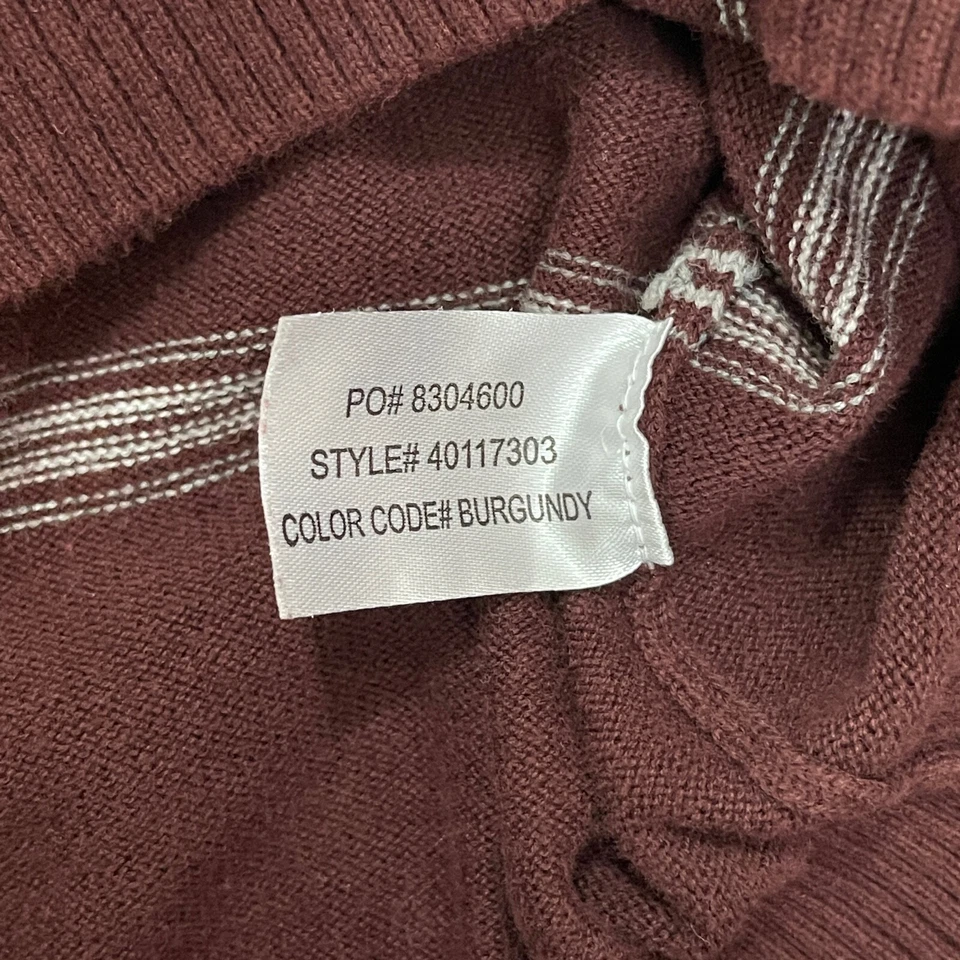 PO# 8304600
STYLE# 40117303
COLOR CODE# BURGUNDY